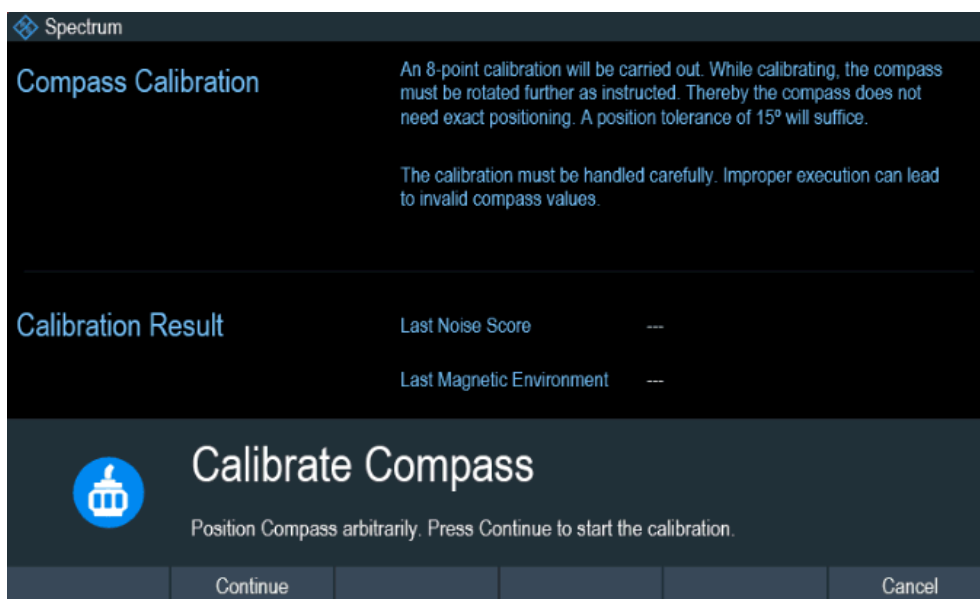 Spectrum
Compass Calibration
An 8-point calibration will be carried out. While calibrating, the compass
must be rotated further as instructed. Thereby the compass does not
need exact positioning. A position tolerance of 15º will suffice.
The calibration must be handled carefully. Improper execution can lead
to invalid compass values.
Calibration Result
Last Noise Score ---
Last Magnetic Environment ---
Calibrate Compass
Position Compass arbitrarily. Press Continue to start the calibration.
Continue Cancel